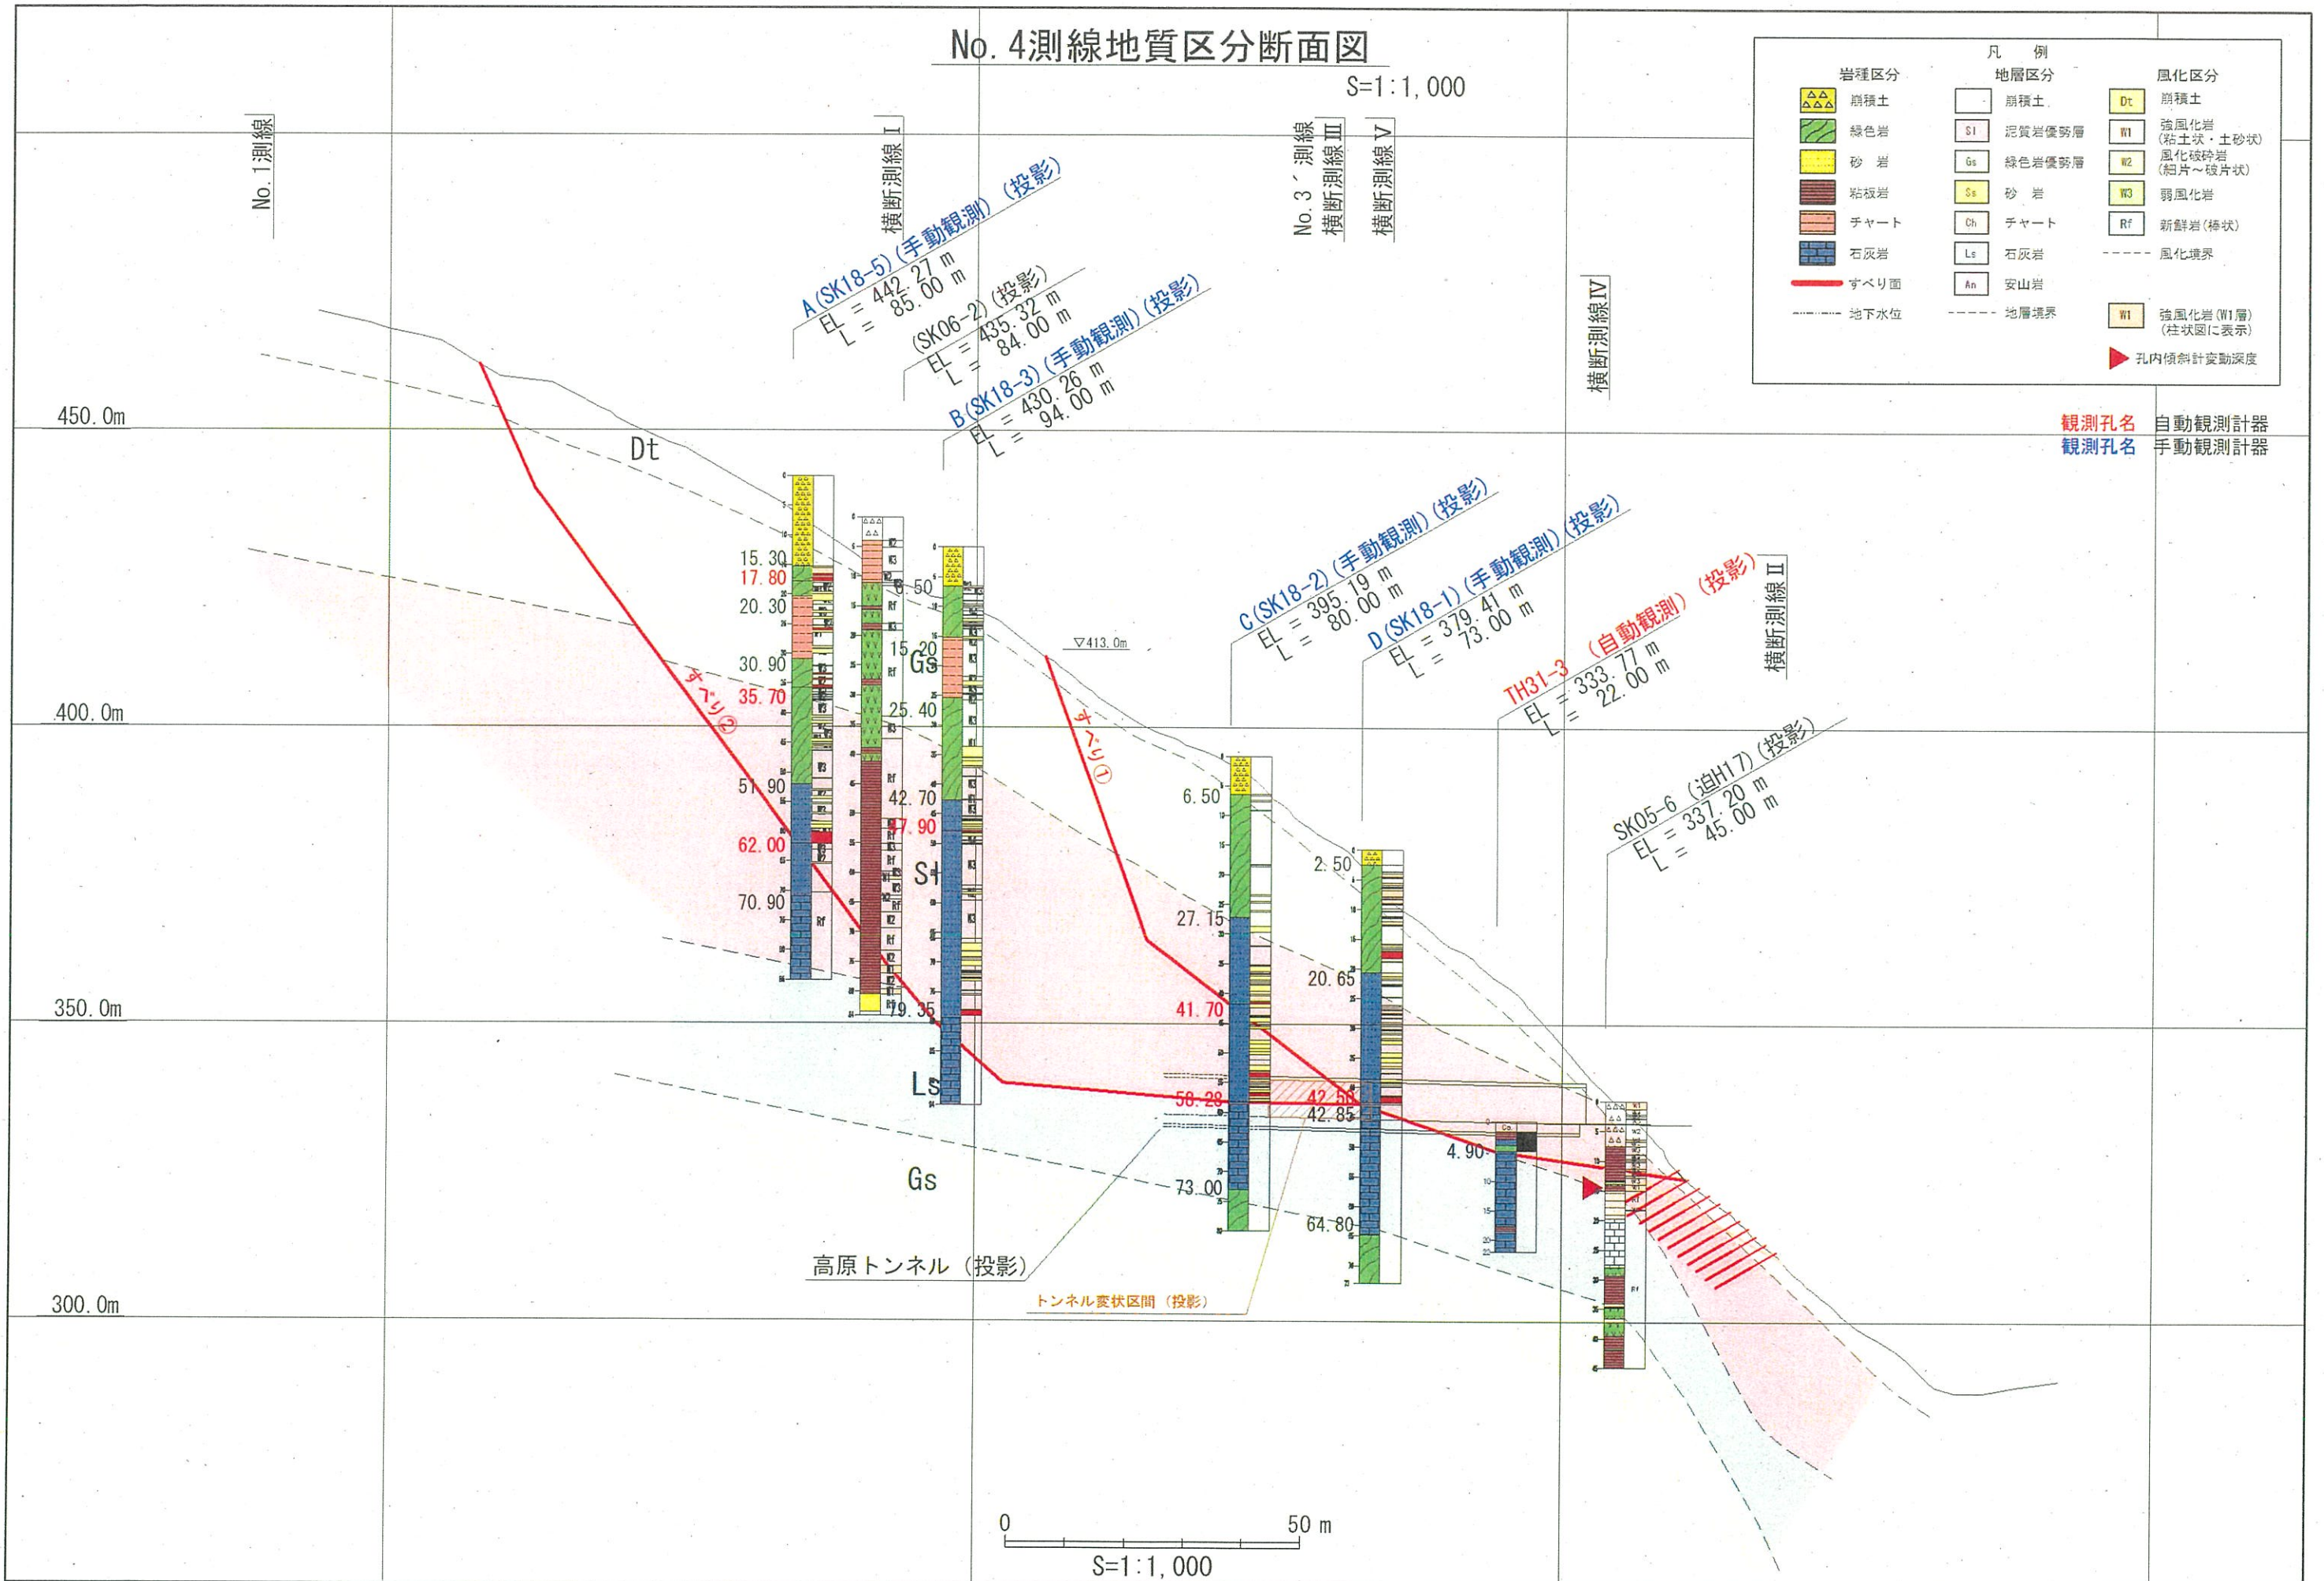 No. 4測線地質区分断面図
S=1:1,000
凡　例
岩種区分
崩積土
緑色岩
砂　岩
粘板岩
チャート
石灰岩
すべり面
地下水位
地層区分
崩積土
Sl 泥質岩優勢層
Gs 緑色岩優勢層
Ss 砂　岩
Ch チャート
Ls 石灰岩
An 安山岩
地層境界
風化区分
Dt 崩積土
W1 強風化岩
(粘土状・土砂状)
W2 風化破砕岩
(細片～破片状)
W3 弱風化岩
Rf 新鮮岩(棒状)
風化境界
W1 強風化岩(W1層)
(柱状図に表示)
孔内傾斜計変動深度
観測孔名 自動観測計器
観測孔名 手動観測計器
No.1測線
横断測線Ⅰ
No.3´測線
横断測線Ⅲ
横断測線Ⅴ
横断測線Ⅳ
横断測線Ⅱ
A(SK18-5)(手動観測)(投影)
EL = 442.27 m
L = 85.00 m
(SK06-2)(投影)
EL = 435.32 m
L = 84.00 m
B(SK18-3)(手動観測)(投影)
EL = 430.26 m
L = 94.00 m
C(SK18-2)(手動観測)(投影)
EL = 395.19 m
L = 80.00 m
D(SK18-1)(手動観測)(投影)
EL = 379.41 m
L = 73.00 m
TH31-3 (自動観測)(投影)
EL = 333.77 m
L = 22.00 m
SK05-6 (迫H17)(投影)
EL = 337.20 m
L = 45.00 m
450.0m
400.0m
350.0m
300.0m
Dt
Gs
Sl
Ls
Gs
▽413.0m
すべり①
すべり②
15.30
17.80
20.30
30.90
35.70
51.90
62.00
70.90
6.50
15.20
25.40
42.70
47.90
79.35
6.50
27.15
41.70
58.28
73.00
2.50
20.65
42.50
42.85
64.80
4.90
高原トンネル（投影）
トンネル変状区間（投影）
0
50 m
S=1:1,000